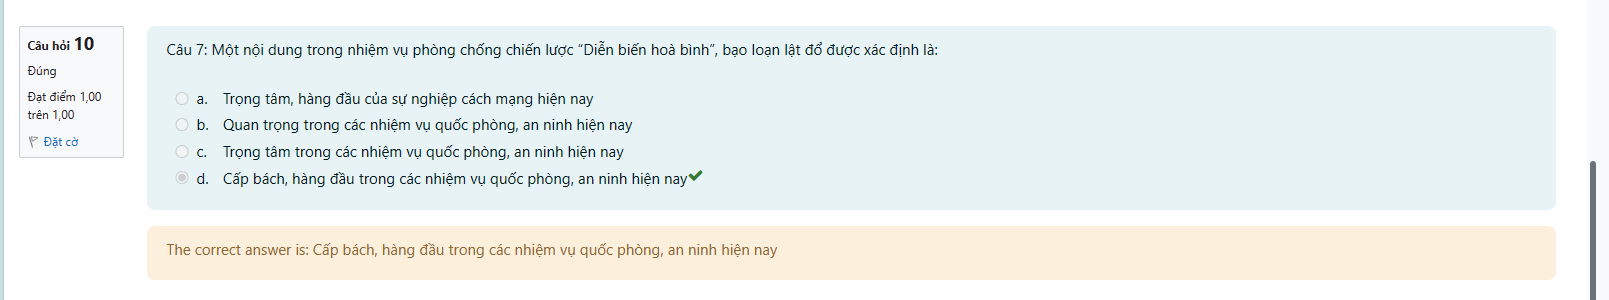 Câu hỏi 10
Đúng
Đạt điểm 1,00
trên 1,00
Đặt cờ
Câu 7: Một nội dung trong nhiệm vụ phòng chống chiến lược “Diễn biến hoà bình”, bạo loạn lật đổ được xác định là:
a. Trọng tâm, hàng đầu của sự nghiệp cách mạng hiện nay
b. Quan trọng trong các nhiệm vụ quốc phòng, an ninh hiện nay
c. Trọng tâm trong các nhiệm vụ quốc phòng, an ninh hiện nay
d. Cấp bách, hàng đầu trong các nhiệm vụ quốc phòng, an ninh hiện nay
The correct answer is: Cấp bách, hàng đầu trong các nhiệm vụ quốc phòng, an ninh hiện nay